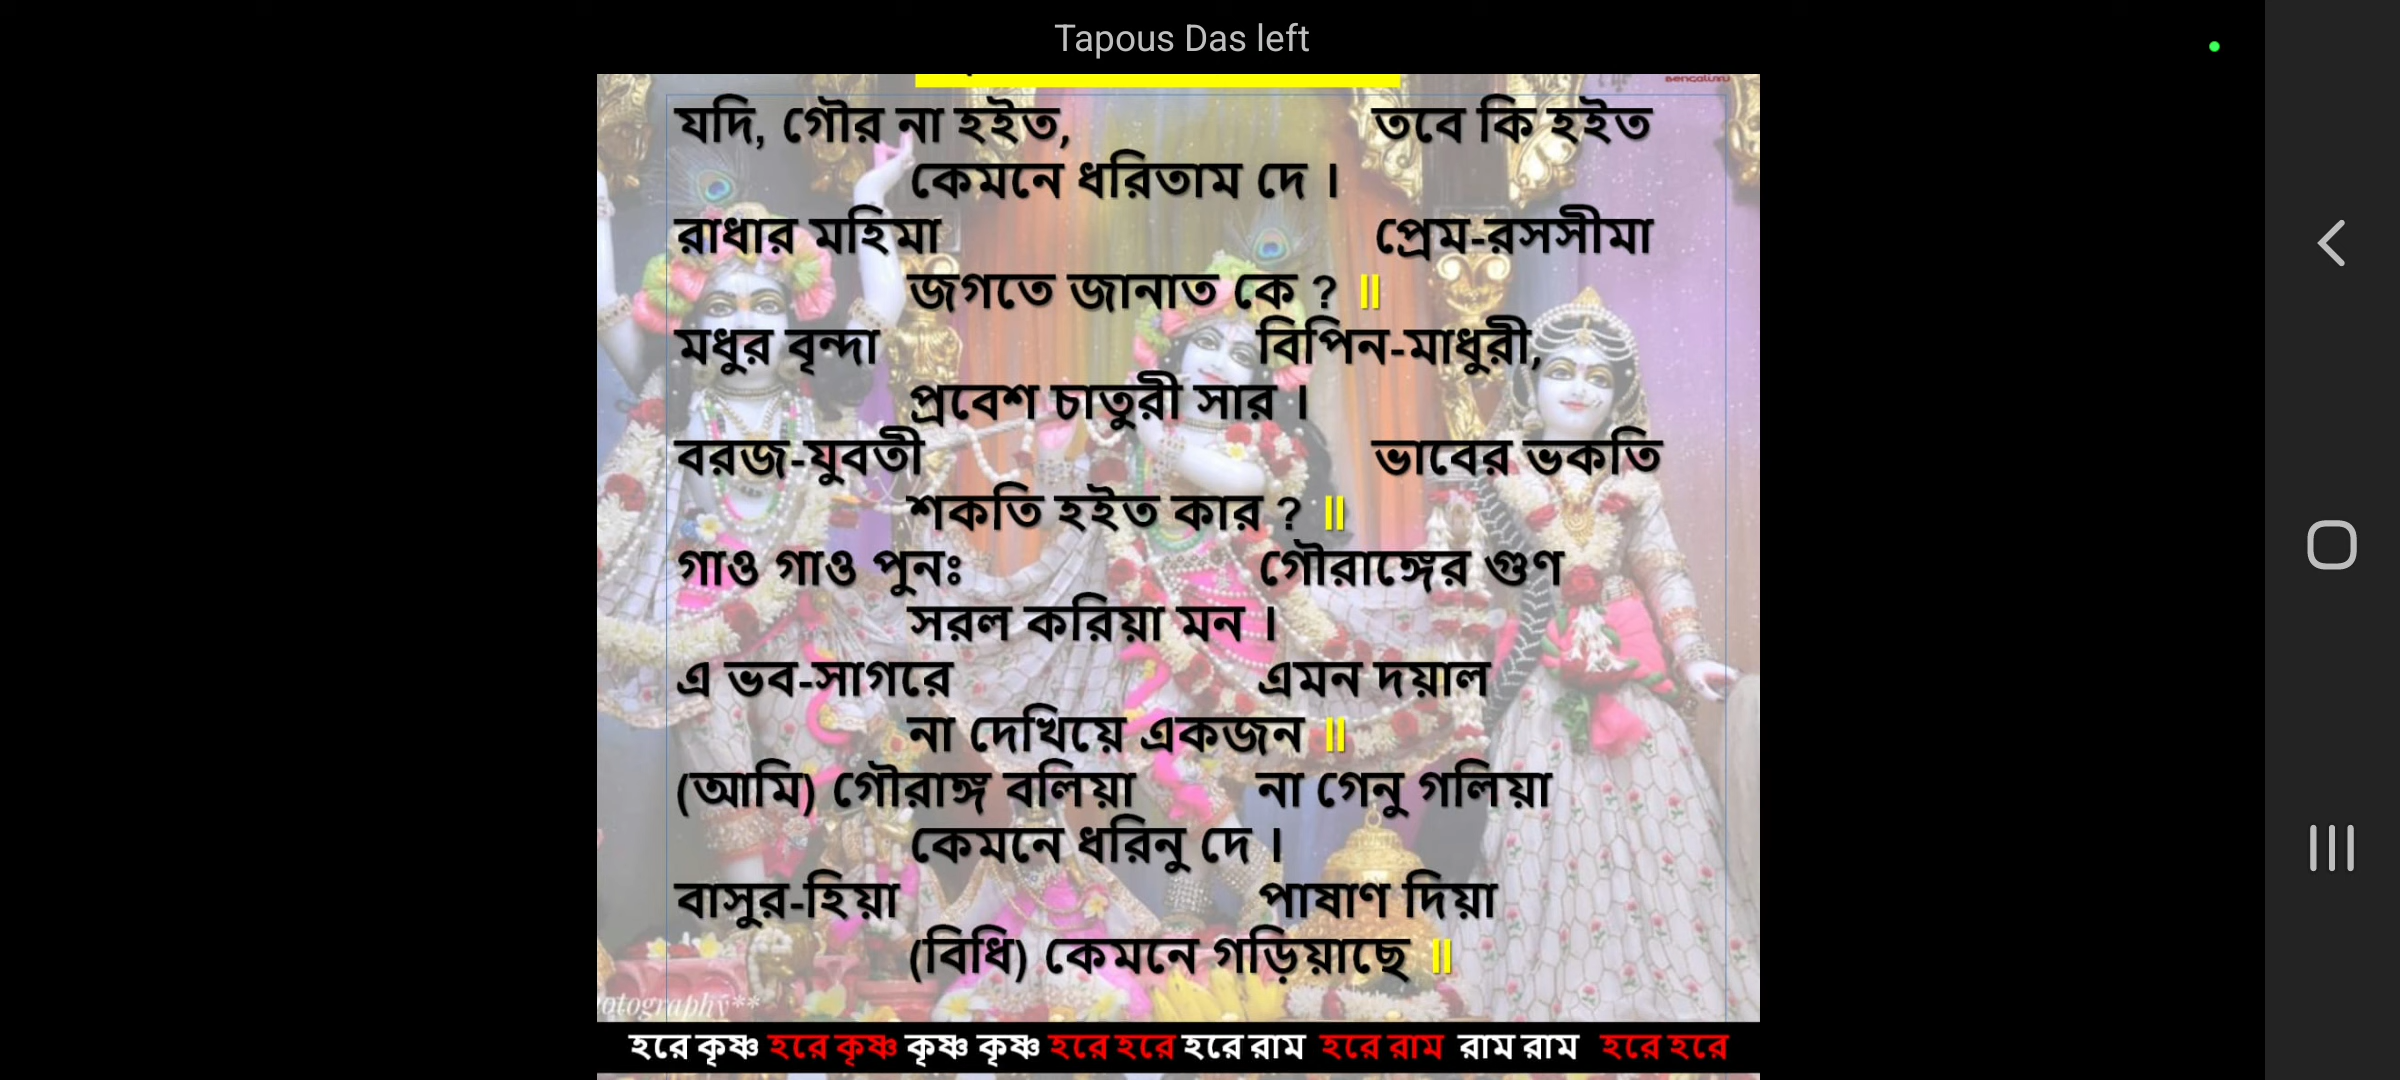 Tapous Das left
Bengaluru
যদি, গৌর না হইত, তবে কি হইত
কেমনে ধরিতাম দে ।
রাধার মহিমা প্রেম-রসসীমা
জগতে জানাত কে ? ॥
মধুর বৃন্দা বিপিন-মাধুরী,
প্রবেশ চাতুরী সার ।
বরজ-যুবতী ভাবের ভকতি
শকতি হইত কার ? ॥
গাও গাও পুনঃ গৌরাঙ্গের গুণ
সরল করিয়া মন ।
এ ভব-সাগরে এমন দয়াল
না দেখিয়ে একজন ॥
(আমি) গৌরাঙ্গ বলিয়া না গেনু গলিয়া
কেমনে ধরিনু দে ।
বাসুর-হিয়া পাষাণ দিয়া
(বিধি) কেমনে গড়িয়াছে ॥
otography**
হরে কৃষ্ণ হরে কৃষ্ণ কৃষ্ণ কৃষ্ণ হরে হরে হরে রাম হরে রাম রাম রাম হরে হরে